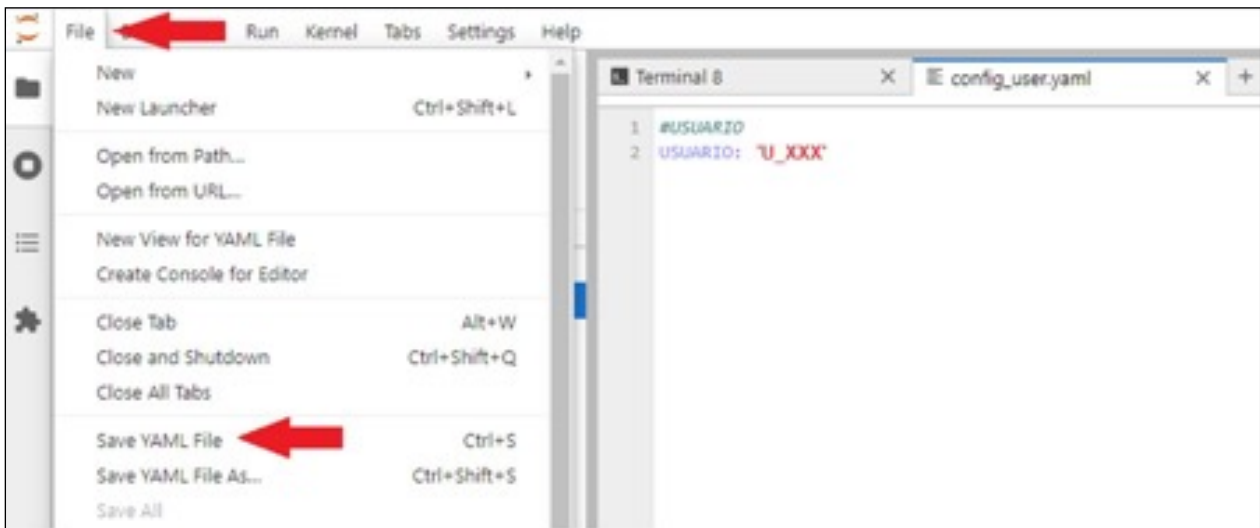 File Run Kernel Tabs Settings Help
New
New Launcher Ctrl+Shift+L
Open from Path...
Open from URL...
New View for YAML File
Create Console for Editor
Close Tab Alt+W
Close and Shutdown Ctrl+Shift+Q
Close All Tabs
Save YAML File Ctrl+S
Save YAML File As... Ctrl+Shift+S
Save All
Terminal 8 config_user.yaml
1 #USUARIO
2 USUARIO: "U_XXX"